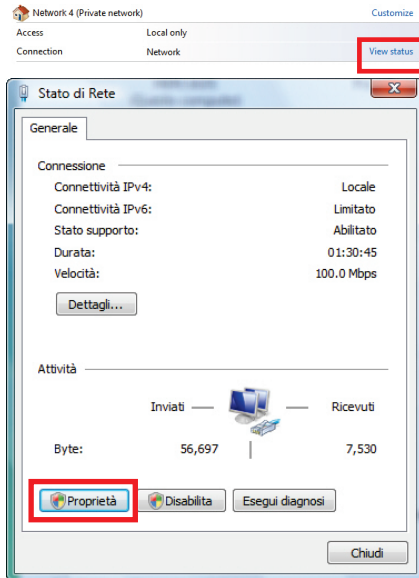 Network 4 (Private network) Customize
Access Local only
Connection Network View status
Stato di Rete
Generale
Connessione
Connettività IPv4: Locale
Connettività IPv6: Limitato
Stato supporto: Abilitato
Durata: 01:30:45
Velocità: 100.0 Mbps
Dettagli...
Attività
Inviati Ricevuti
Byte: 56,697 7,530
Proprietà Disabilita Esegui diagnosi
Chiudi